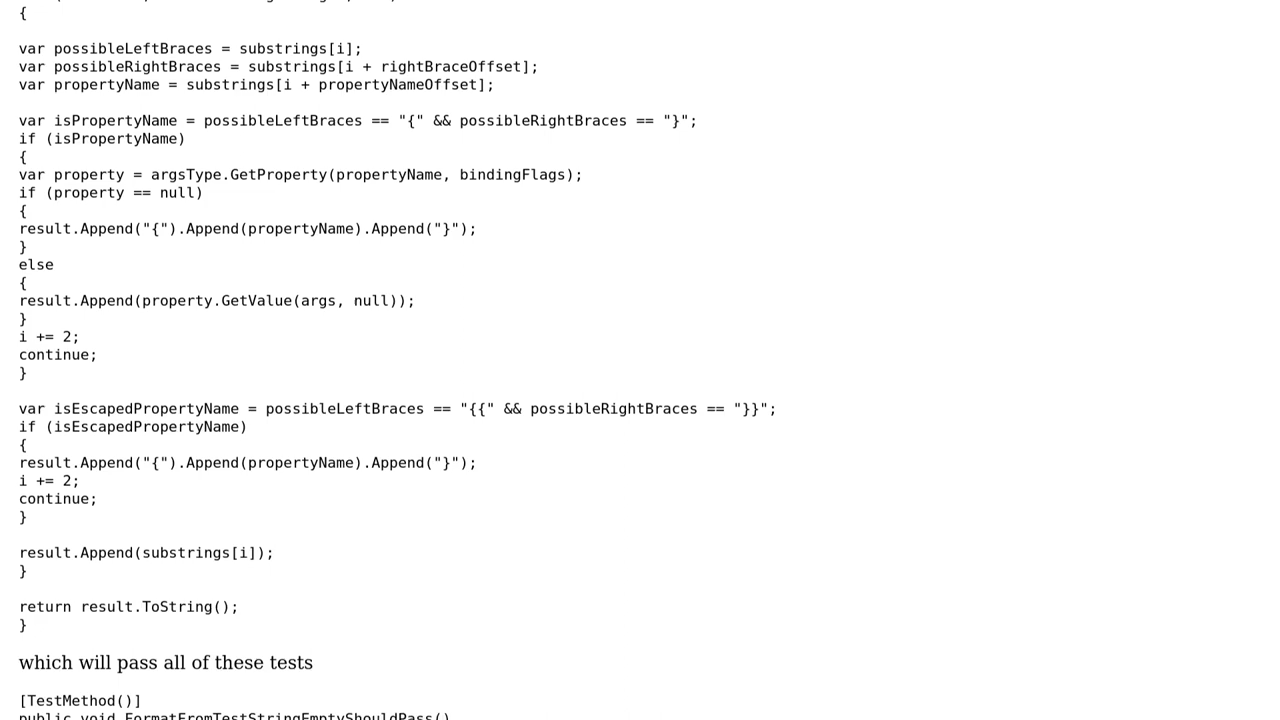 {
var possibleLeftBraces = substrings[i];
var possibleRightBraces = substrings[i + rightBraceOffset];
var propertyName = substrings[i + propertyNameOffset];
var isPropertyName = possibleLeftBraces == "{" && possibleRightBraces == "}";
if (isPropertyName)
{
var property = argsType.GetProperty(propertyName, bindingFlags);
if (property == null)
{
result.Append("{").Append(propertyName).Append("}");
}
else
{
result.Append(property.GetValue(args, null));
}
i += 2;
continue;
}
var isEscapedPropertyName = possibleLeftBraces == "{{" && possibleRightBraces == "}}";
if (isEscapedPropertyName)
{
result.Append("{").Append(propertyName).Append("}");
i += 2;
continue;
}
result.Append(substrings[i]);
}
return result.ToString();
}
which will pass all of these tests
[TestMethod()]
public void FormatFromTestStringEmptyShouldPass()